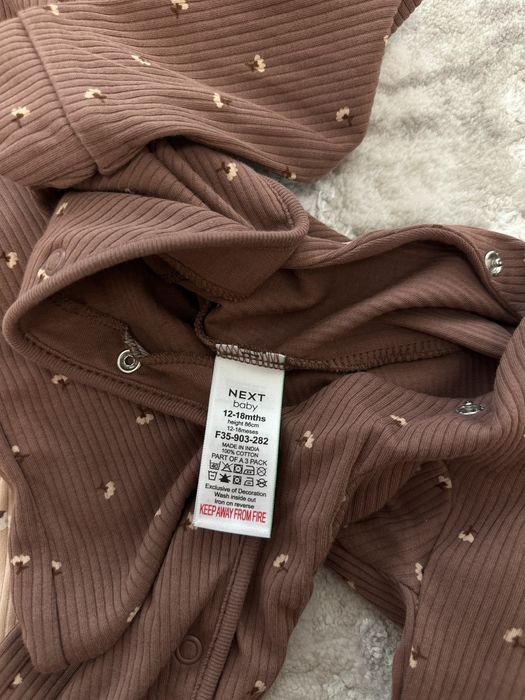 NEXT
baby
12-18mths
height 86cm
12-18meses
F35-903-282
MADE IN INDIA
100% COTTON
PART OF A 3 PACK
Exclusive of Decoration
Wash inside out
Iron on reverse
KEEP AWAY FROM FIRE